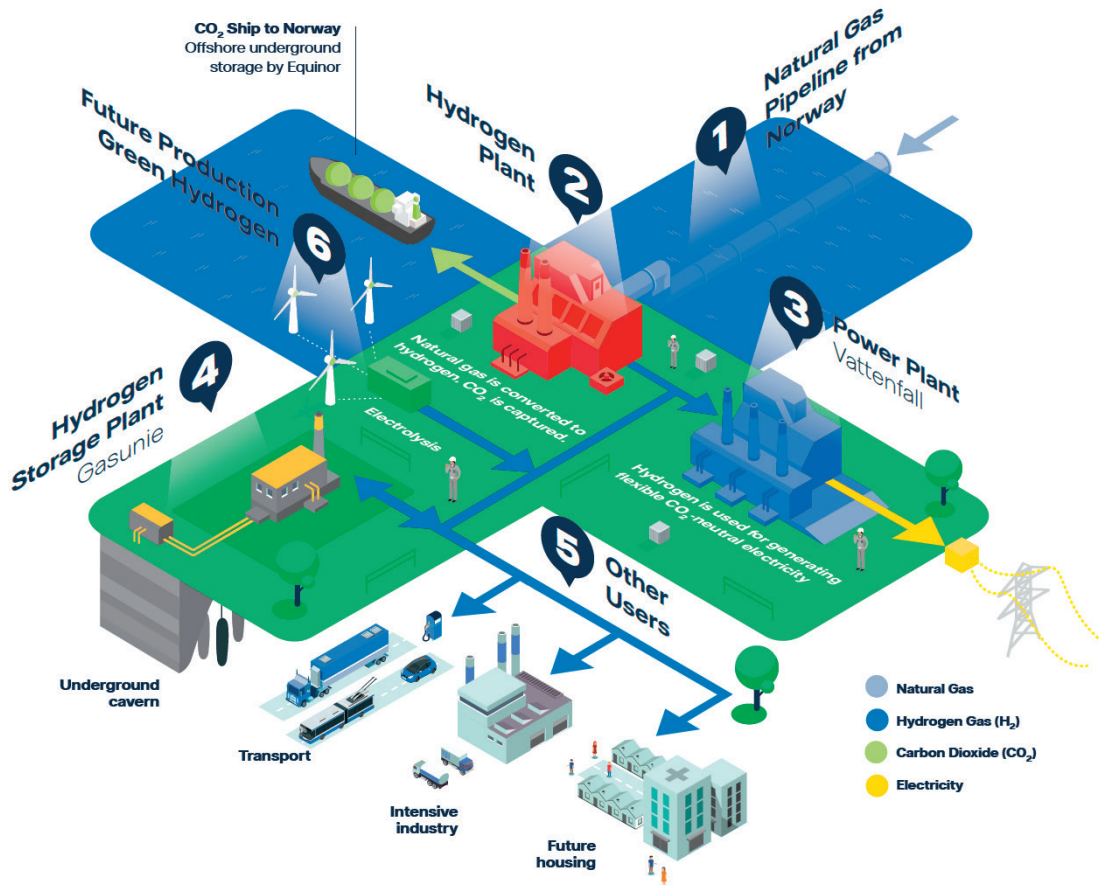 CO₂ Ship to Norway
Offshore underground
storage by Equinor
1
Natural Gas
Pipeline from
Norway
2
Hydrogen
Plant
6
Future Production
Green Hydrogen
3
Power Plant
Vattenfall
4
Hydrogen
Storage Plant
Gasunie
Natural gas is converted to
hydrogen, CO₂ is captured.
Electrolysis
Hydrogen is used for generating
flexible CO₂-neutral electricity
5
Other
Users
Underground
cavern
Transport
Intensive
industry
Future
housing
Natural Gas
Hydrogen Gas (H₂)
Carbon Dioxide (CO₂)
Electricity